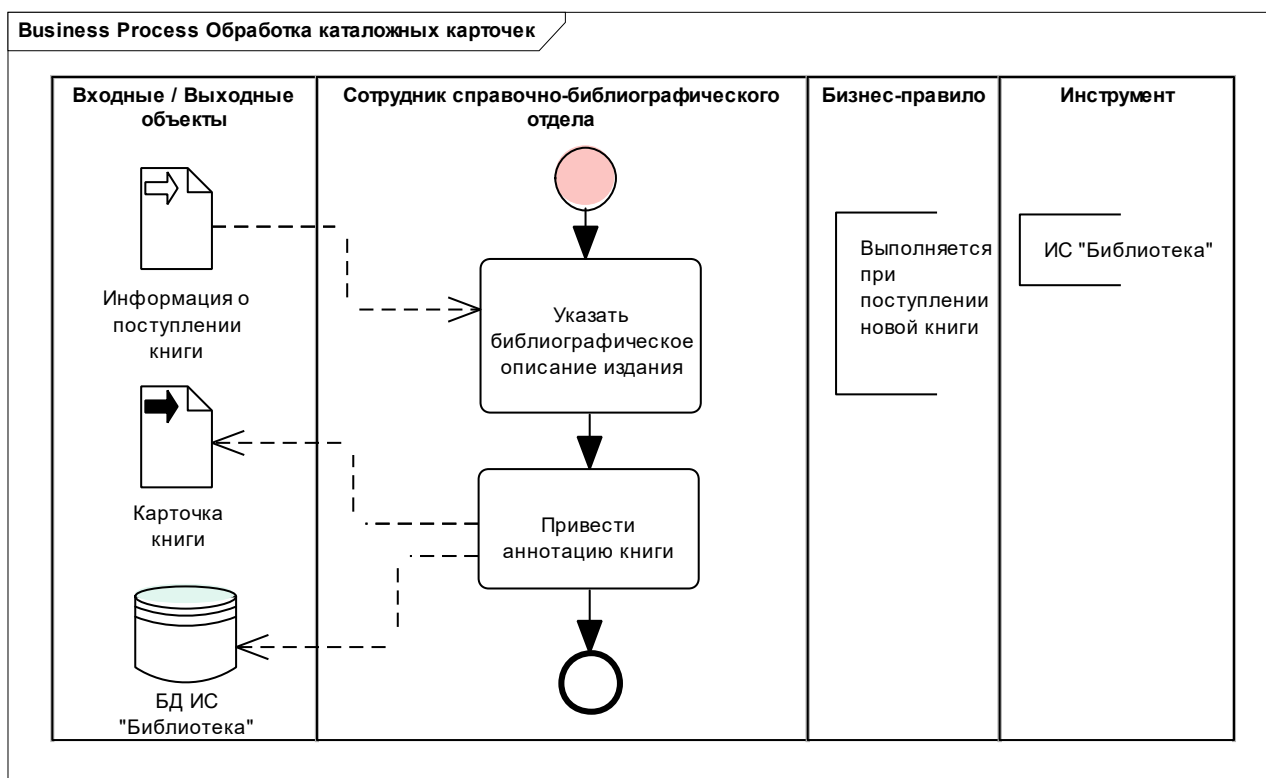 Business Process Обработка каталожных карточек
Входные / Выходные
объекты
Сотрудник справочно-библиографического
отдела
Бизнес-правило
Инструмент
Информация о
поступлении
книги
Указать
библиографическое
описание издания
Выполняется
при
поступлении
новой книги
ИС "Библиотека"
Карточка
книги
Привести
аннотацию книги
БД ИС
"Библиотека"